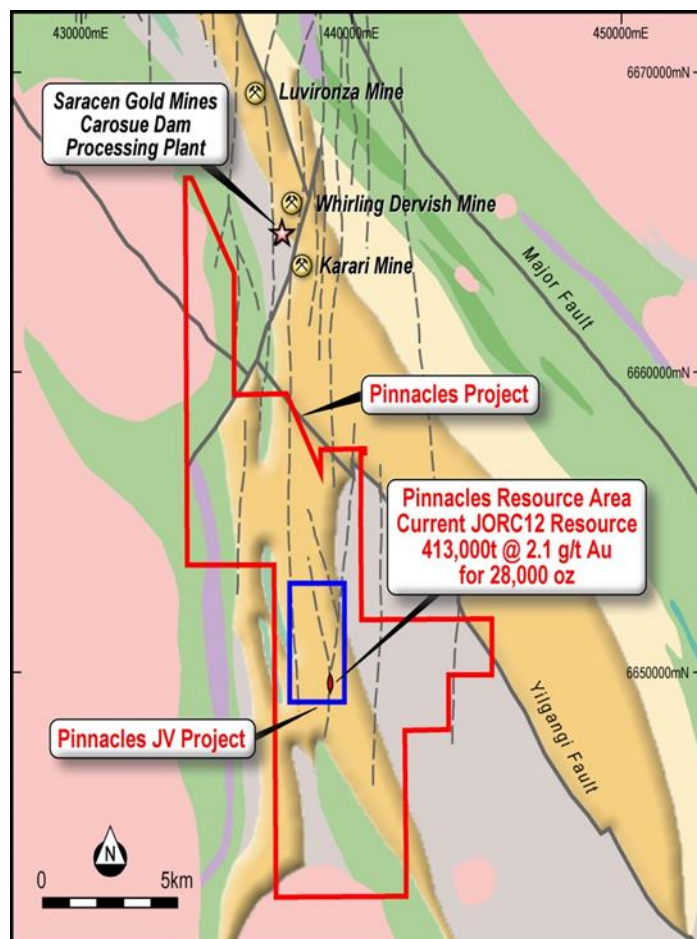 430000mE
440000mE
450000mE
6670000mN
Luvironza Mine
Saracen Gold Mines
Carosue Dam
Processing Plant
Whirling Dervish Mine
Karari Mine
Major Fault
6660000mN
Pinnacles Project
Pinnacles Resource Area
Current JORC12 Resource
413,000t @ 2.1 g/t Au
for 28,000 oz
6650000mN
Pinnacles JV Project
Yilgangi Fault
N
0
5km